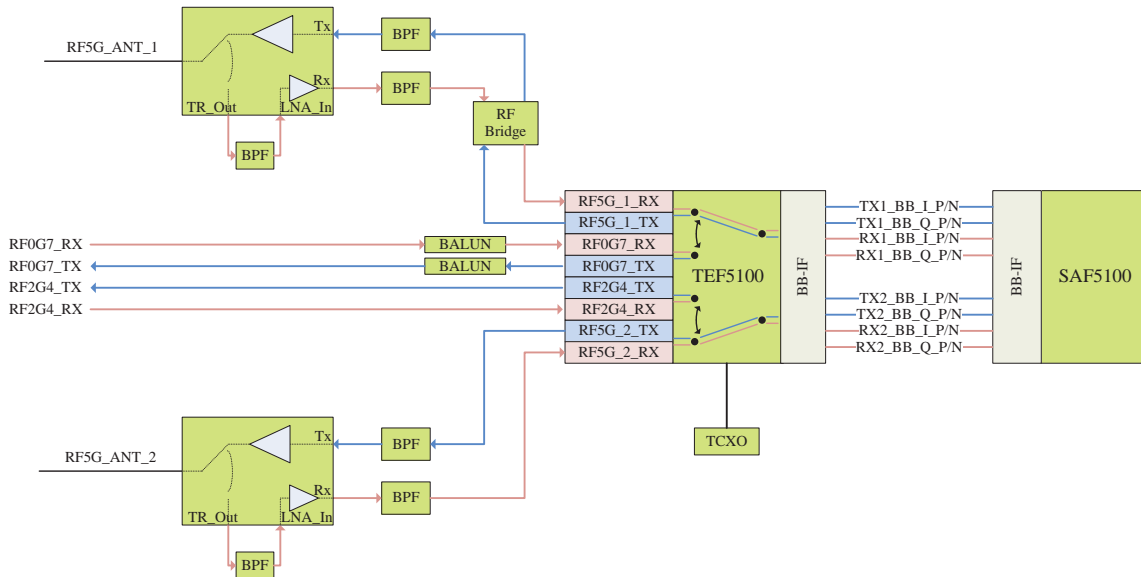 RF5G_ANT_1
Tx
Rx
TR_Out
LNA_In
BPF
BPF
BPF
RF
Bridge
RF0G7_RX
RF0G7_TX
RF2G4_TX
RF2G4_RX
BALUN
BALUN
RF5G_1_RX
RF5G_1_TX
RF0G7_RX
RF0G7_TX
RF2G4_TX
RF2G4_RX
RF5G_2_TX
RF5G_2_RX
TEF5100
BB-IF
TX1_BB_I_P/N
TX1_BB_Q_P/N
RX1_BB_I_P/N
RX1_BB_Q_P/N
TX2_BB_I_P/N
TX2_BB_Q_P/N
RX2_BB_I_P/N
RX2_BB_Q_P/N
BB-IF
SAF5100
TCXO
RF5G_ANT_2
Tx
Rx
TR_Out
LNA_In
BPF
BPF
BPF